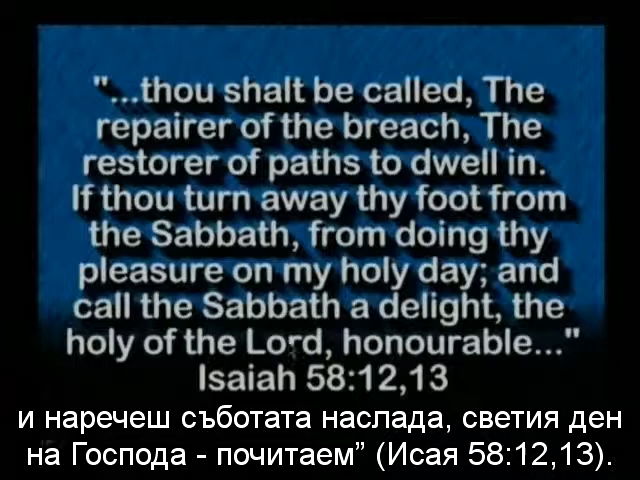 "...thou shalt be called, The
repairer of the breach, The
restorer of paths to dwell in.
If thou turn away thy foot from
the Sabbath, from doing thy
pleasure on my holy day; and
call the Sabbath a delight, the
holy of the Lord, honourable..."
Isaiah 58:12,13
и наречеш съботата наслада, светия ден
на Господа - почитаем” (Исая 58:12,13).